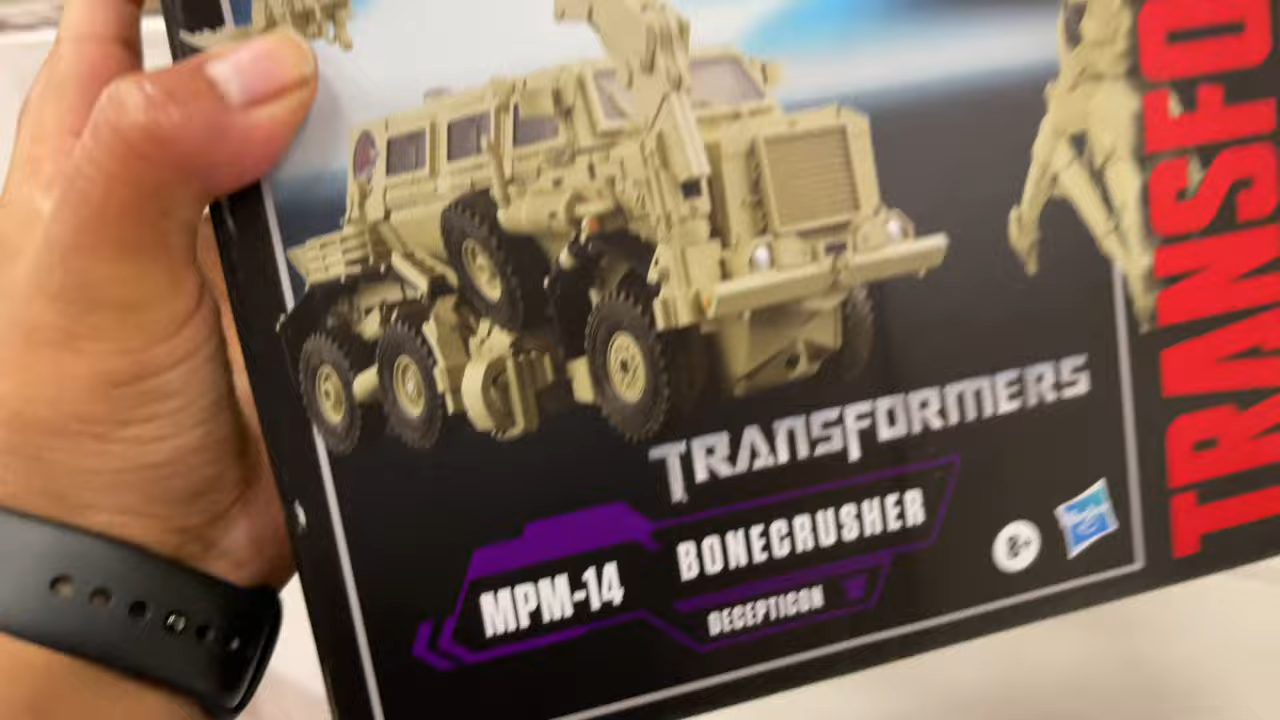 TRANSFORMERS
MPM-14
BONECRUSHER
DECEPTICON
8+
TRANSFO